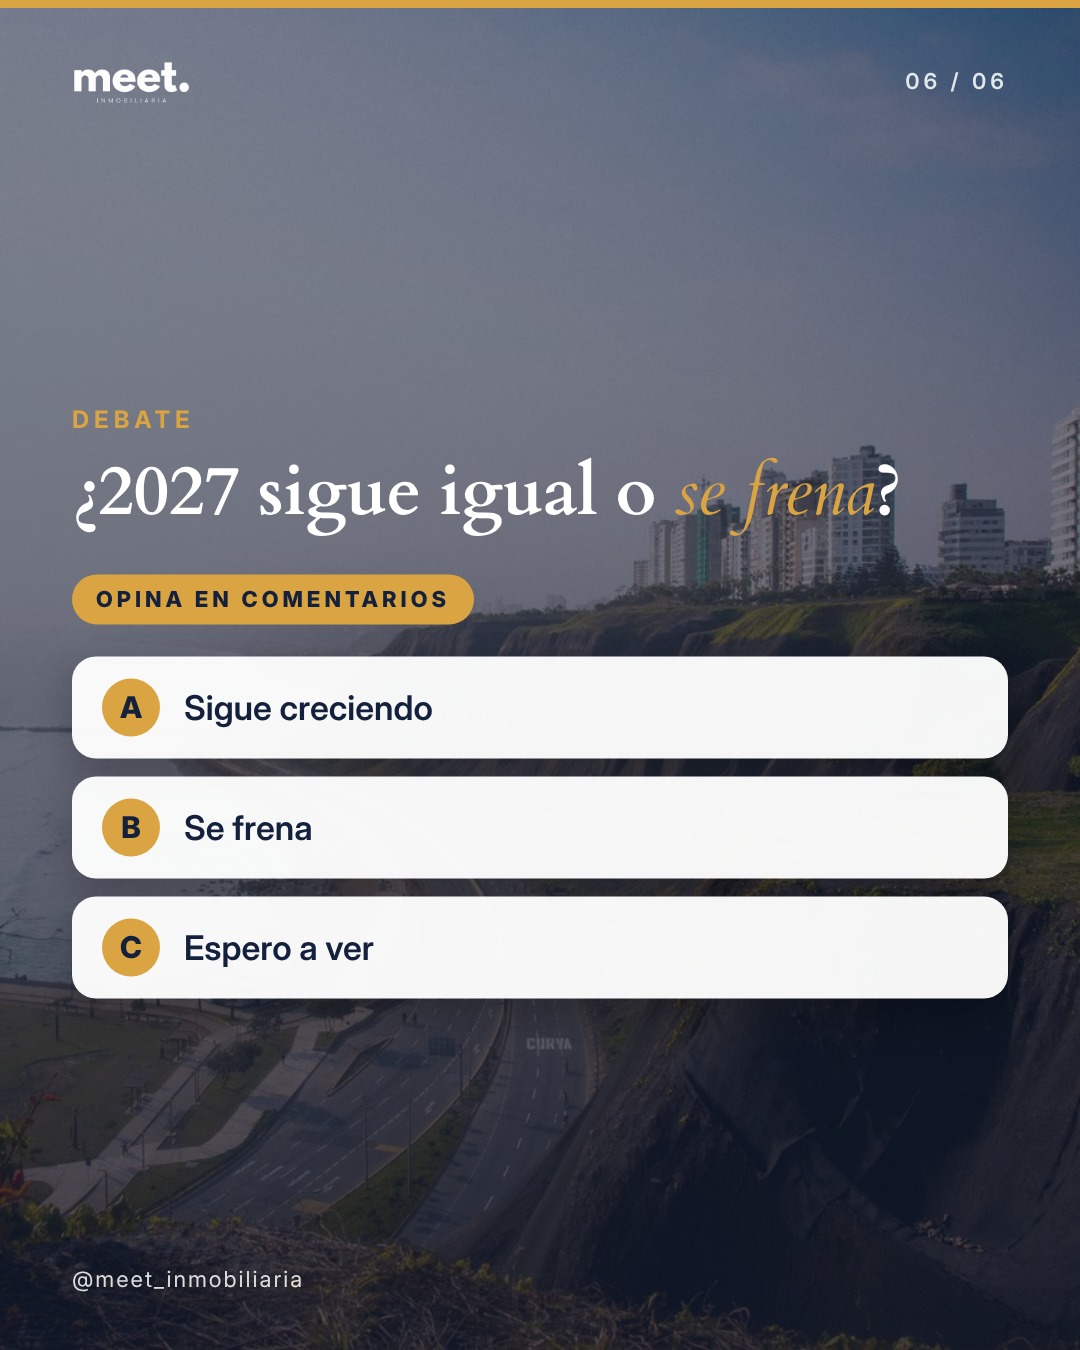 meet.
INMOBILIARIA
06 / 06
DEBATE
¿2027 sigue igual o se frena?
OPINA EN COMENTARIOS
A Sigue creciendo
B Se frena
C Espero a ver
CURVA
@meet_inmobiliaria